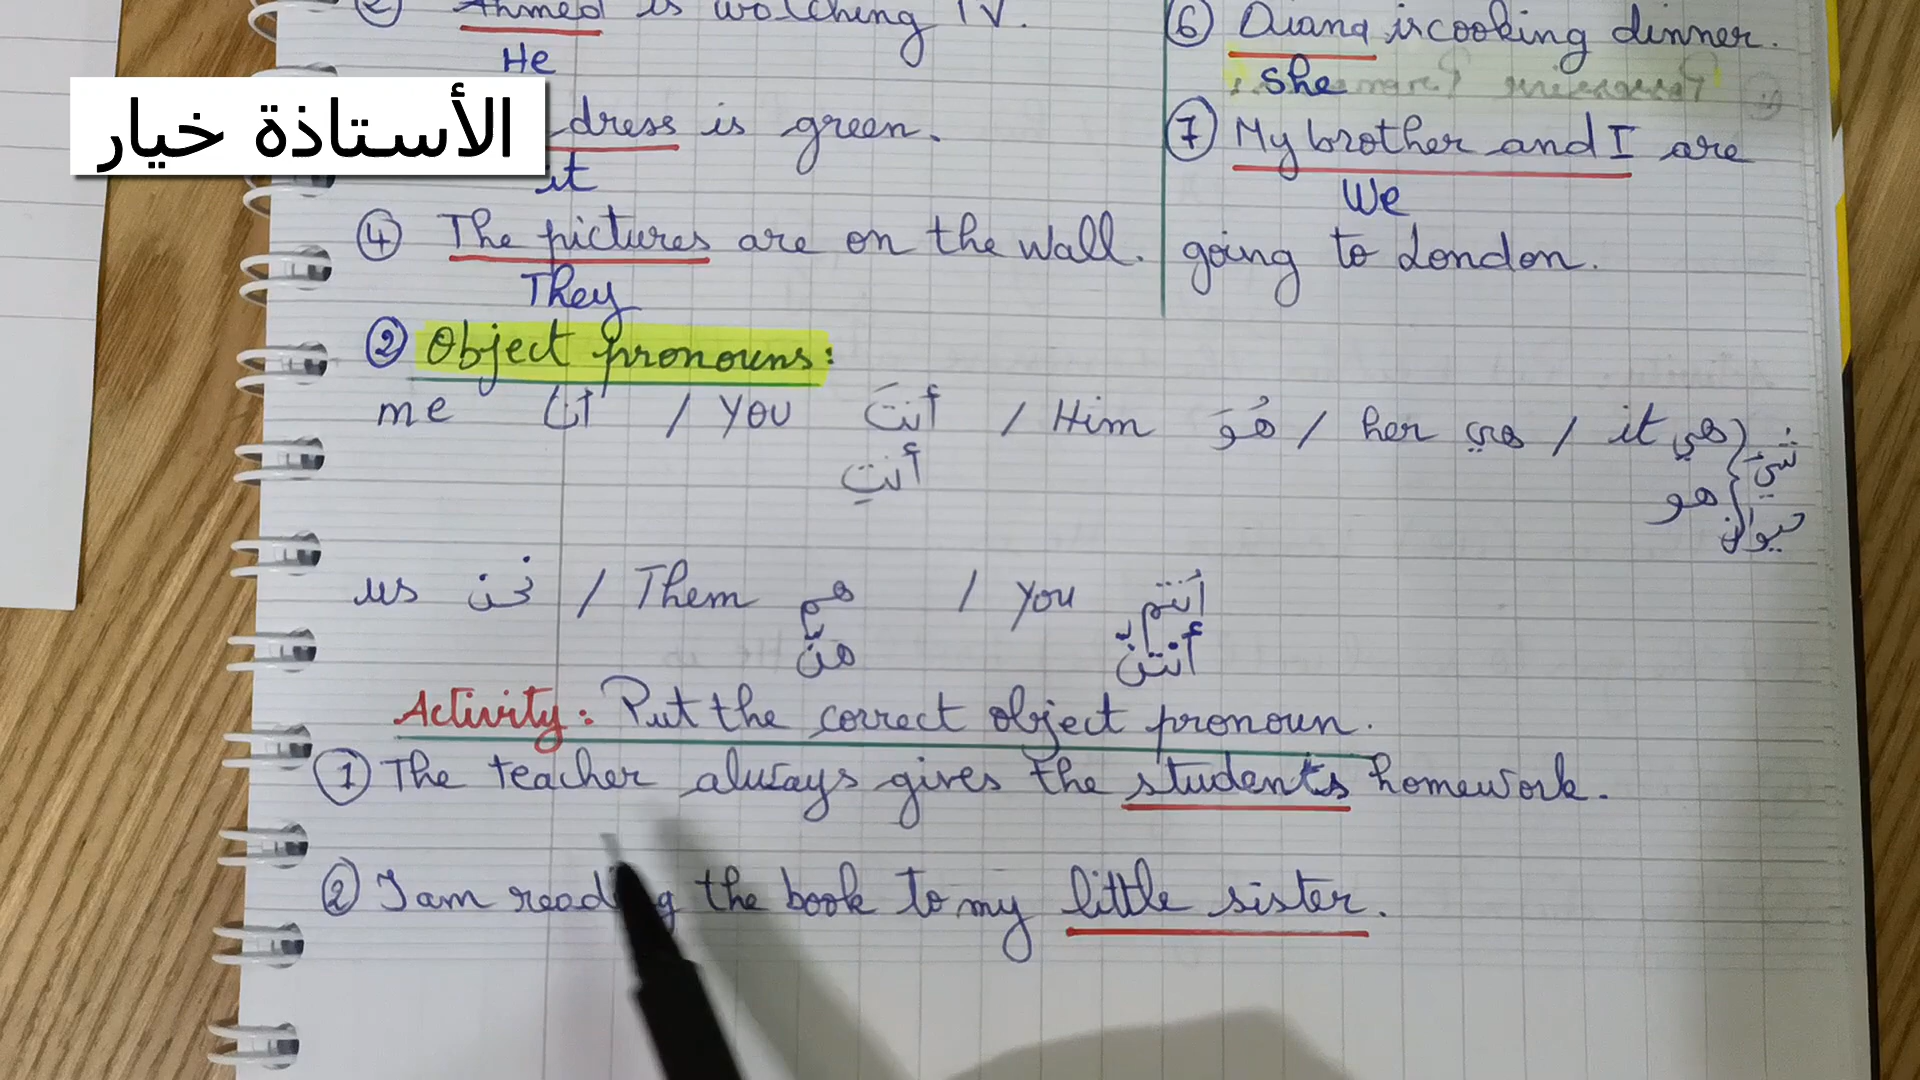 ② Ahmed is watching TV.
He
الأستاذة خيار
dress is green.
it
④ The pictures are on the wall.
They
⑥ Diana is cooking dinner.
she
⑦ My brother and I are
We
going to London.
② Object pronouns:
me أنا / You أنتَ / Him هُوَ / her هي / it هي شيء
أنتِ هو حيوان
us نحن / Them هم / you أنتم
هنّ أنتنّ
Activity: Put the correct object pronoun.
① The teacher always gives the students homework.
② I am reading the book to my little sister.